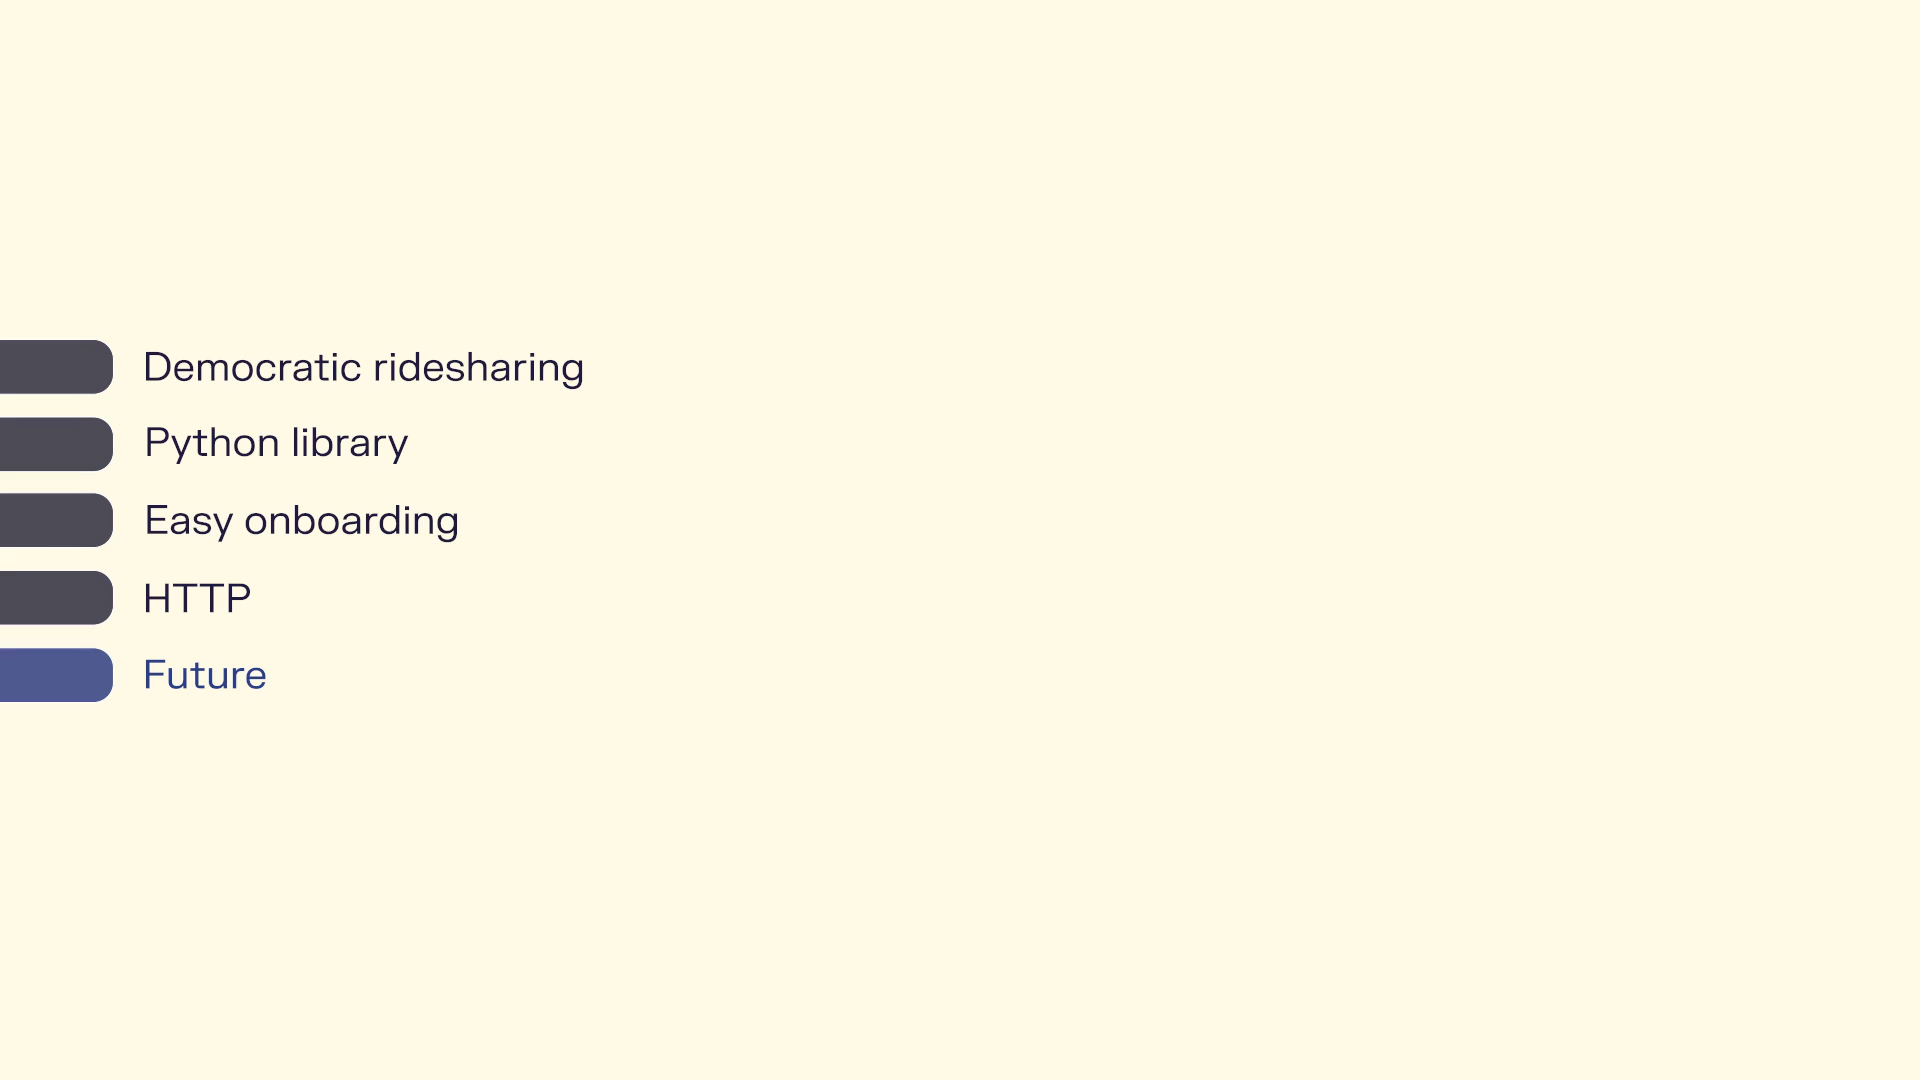 Democratic ridesharing
Python library
Easy onboarding
HTTP
Future